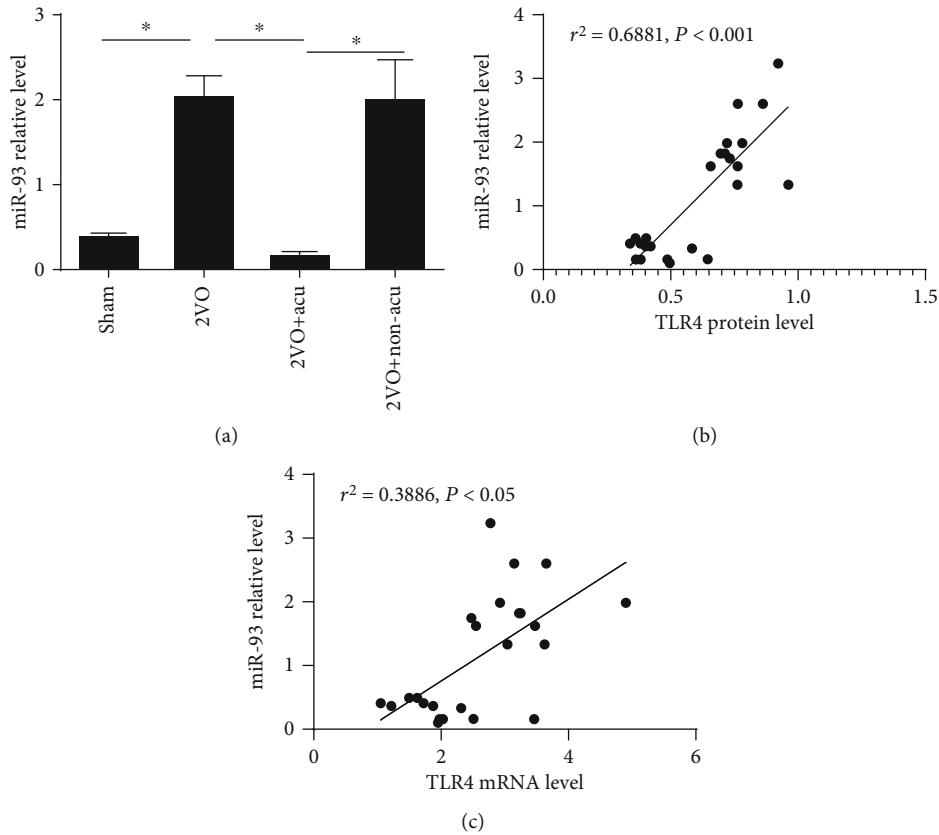 3
2
1
0
miR-93 relative level
*
*
*
Sham
2VO
2VO+acu
2VO+non-acu
(a)
r² = 0.6881, P < 0.001
4
3
2
1
0
miR-93 relative level
0.0 0.5 1.0 1.5
TLR4 protein level
(b)
r² = 0.3886, P < 0.05
4
3
2
1
0
miR-93 relative level
0 2 4 6
TLR4 mRNA level
(c)